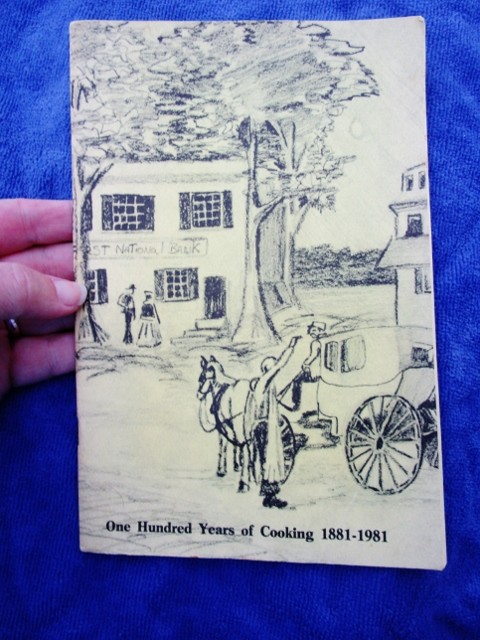 ST NATIONAL BANK
One Hundred Years of Cooking 1881-1981